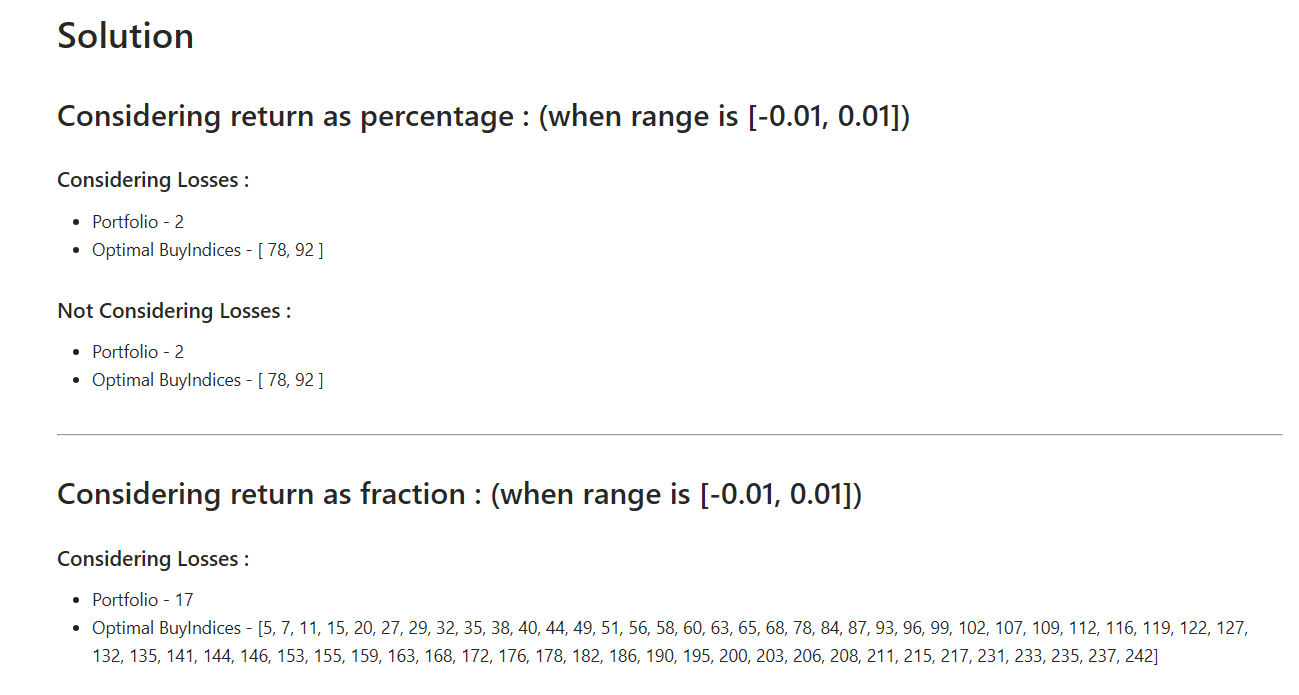 Solution
Considering return as percentage : (when range is [-0.01, 0.01])
Considering Losses :
• Portfolio - 2
• Optimal BuyIndices - [ 78, 92 ]
Not Considering Losses :
• Portfolio - 2
• Optimal BuyIndices - [ 78, 92 ]
Considering return as fraction : (when range is [-0.01, 0.01])
Considering Losses :
• Portfolio - 17
• Optimal BuyIndices - [5, 7, 11, 15, 20, 27, 29, 32, 35, 38, 40, 44, 49, 51, 56, 58, 60, 63, 65, 68, 78, 84, 87, 93, 96, 99, 102, 107, 109, 112, 116, 119, 122, 127,
132, 135, 141, 144, 146, 153, 155, 159, 163, 168, 172, 176, 178, 182, 186, 190, 195, 200, 203, 206, 208, 211, 215, 217, 231, 233, 235, 237, 242]